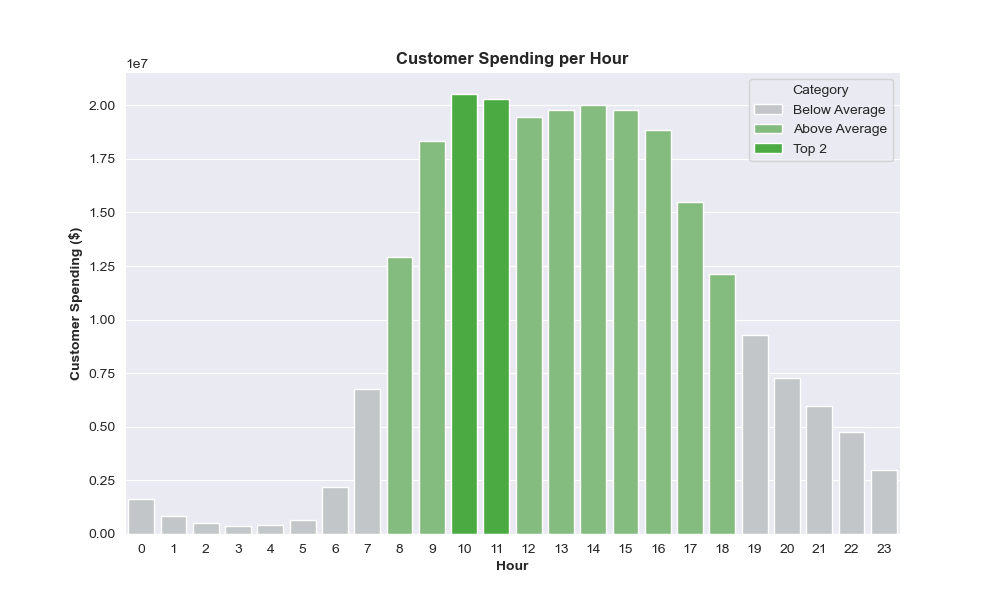 Customer Spending per Hour
1e7
Category
Below Average
Above Average
Top 2
2.00
1.75
1.50
1.25
1.00
0.75
0.50
0.25
0.00
Customer Spending ($)
0 1 2 3 4 5 6 7 8 9 10 11 12 13 14 15 16 17 18 19 20 21 22 23
Hour